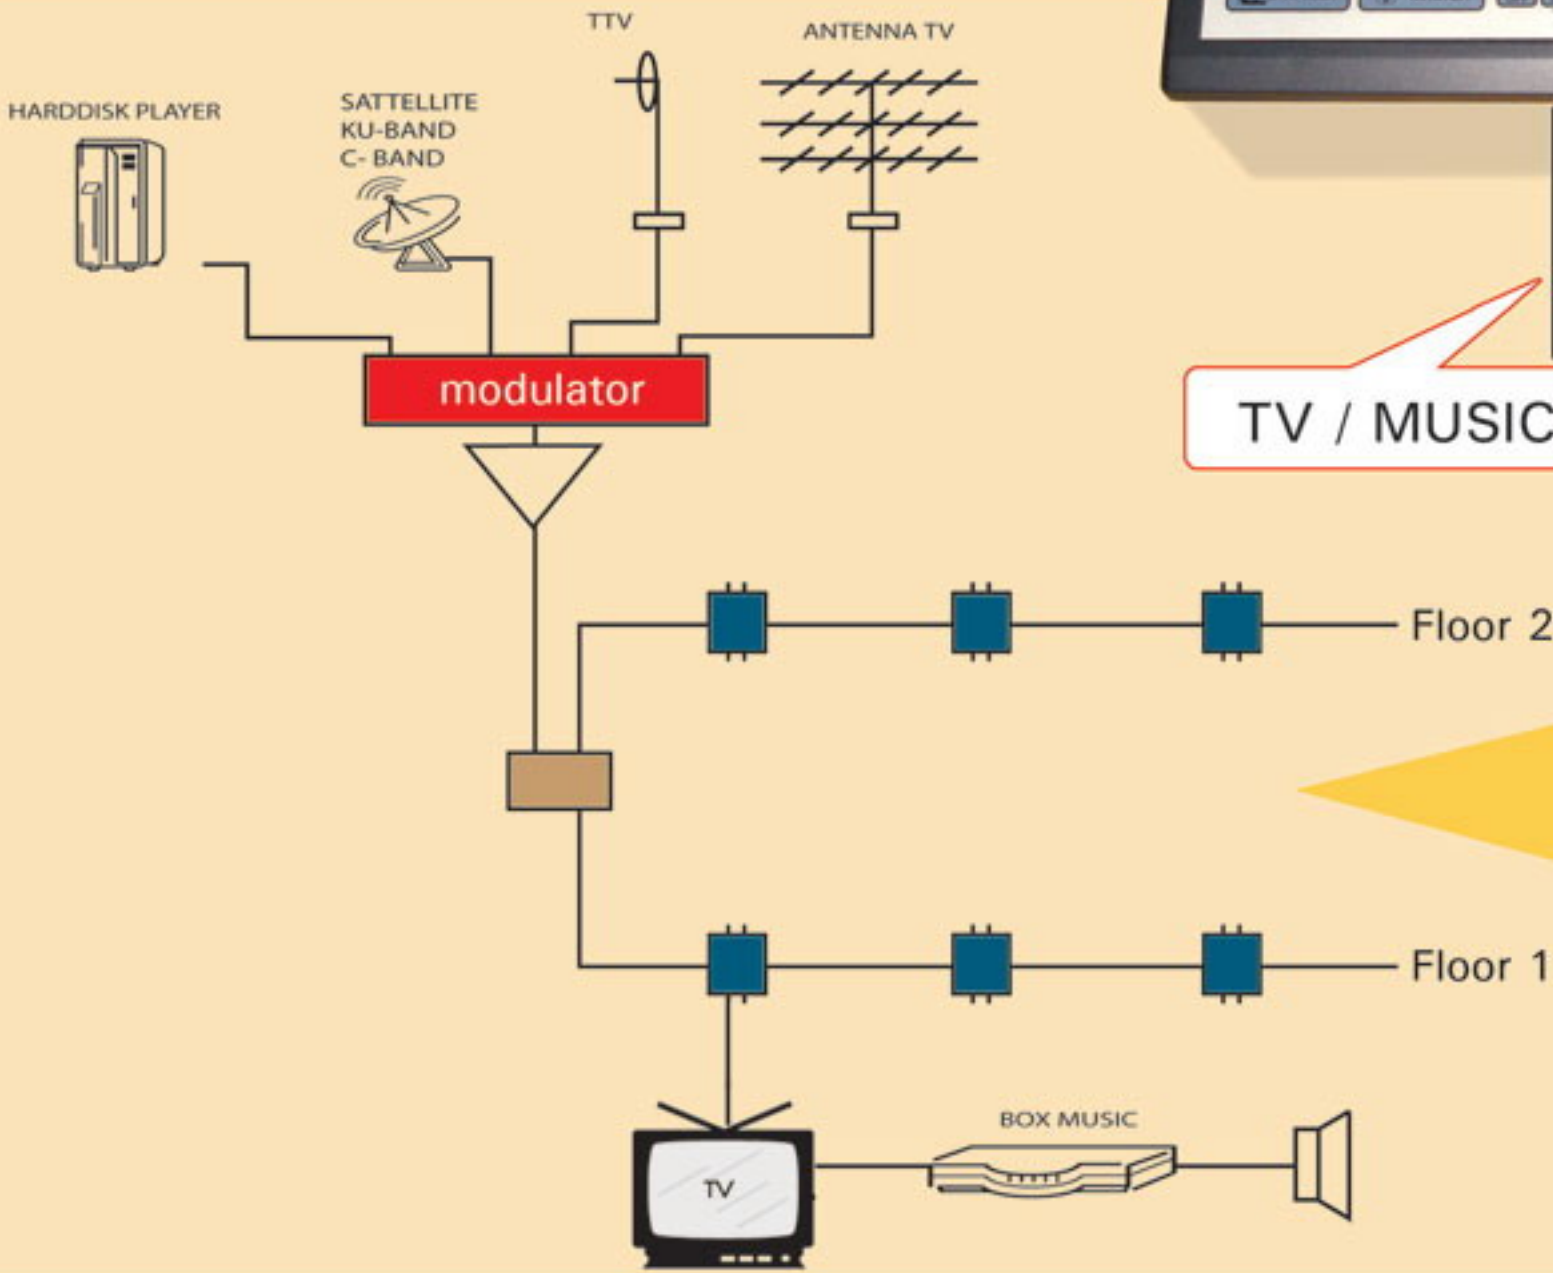 TTV
ANTENNA TV
HARDDISK PLAYER
SATTELLITE
KU-BAND
C- BAND
modulator
TV / MUSIC
Floor 2
Floor 1
BOX MUSIC
TV